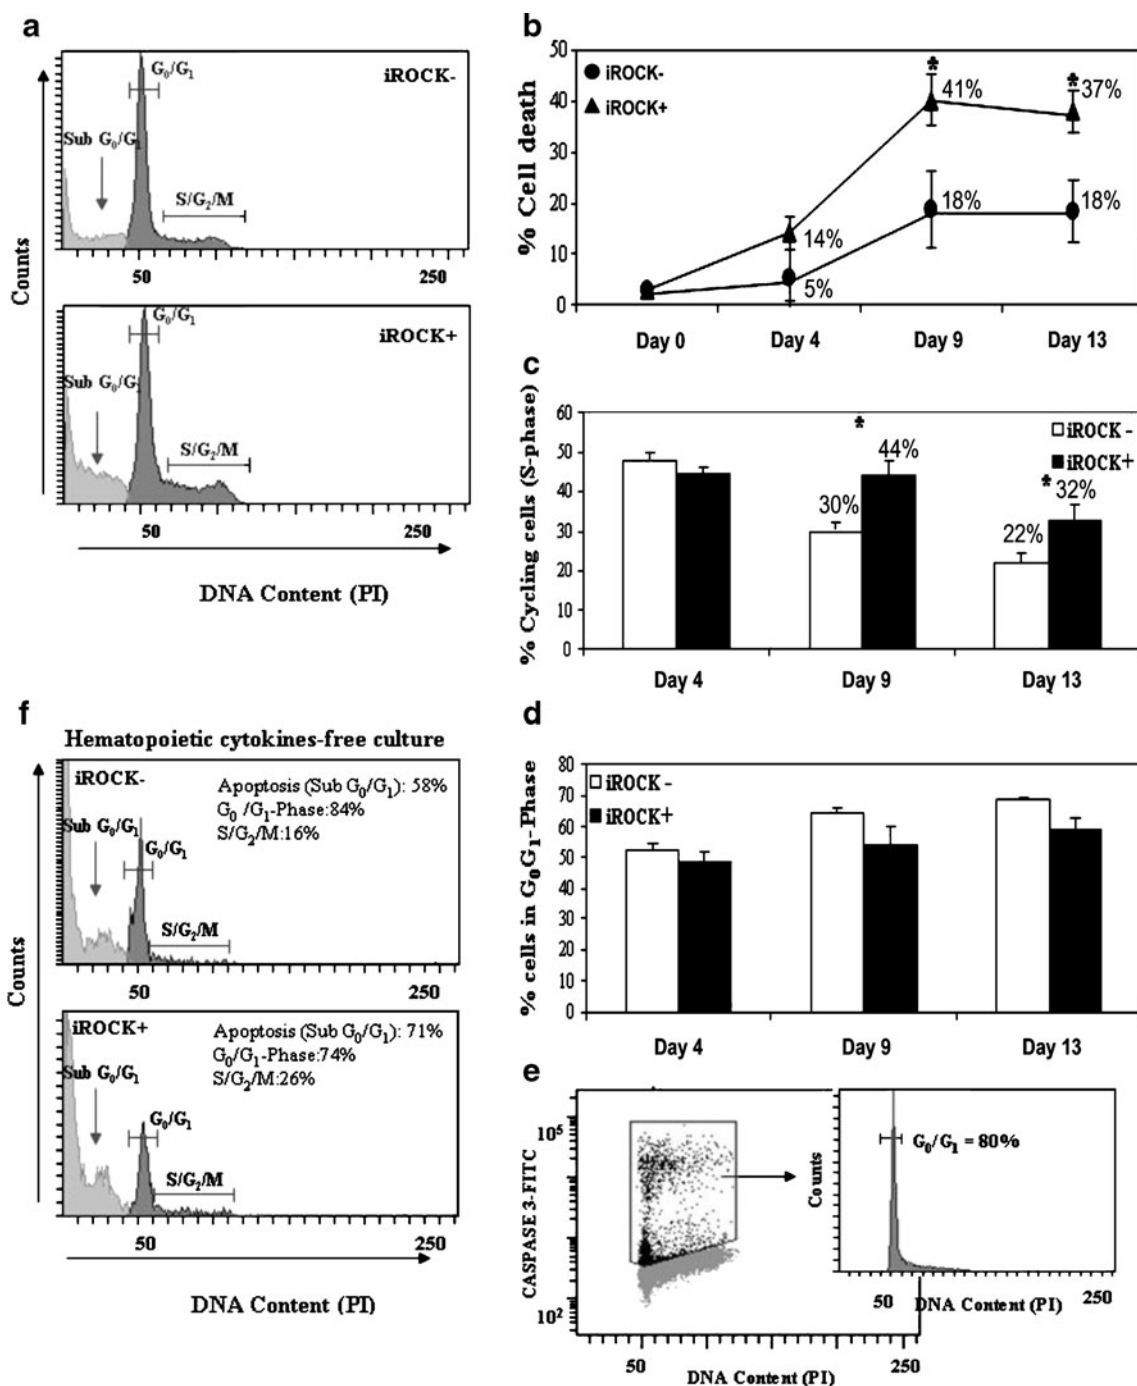 a
iROCK-
G₀/G₁
Sub G₀/G₁
S/G₂/M
50
250
iROCK+
G₀/G₁
Sub G₀/G₁
S/G₂/M
50
250
Counts
DNA Content (PI)
b
% Cell death
50
40
30
20
10
0
iROCK-
iROCK+
*
41%
*
37%
14%
18%
18%
5%
Day 0
Day 4
Day 9
Day 13
c
% Cycling cells (S-phase)
60
50
40
30
20
10
0
iROCK -
iROCK+
*
44%
30%
*
32%
22%
Day 4
Day 9
Day 13
d
% cells in G₀G₁-Phase
80
70
60
50
40
30
20
10
0
iROCK -
iROCK+
Day 4
Day 9
Day 13
e
CASPASE 3-FITC
10⁵
10²
50
250
DNA Content (PI)
Counts
G₀/G₁ = 80%
50
250
DNA Content (PI)
f
Hematopoietic cytokines-free culture
iROCK-
Apoptosis (Sub G₀/G₁): 58%
G₀ /G₁-Phase:84%
S/G₂/M:16%
Sub G₀/G₁
G₀/G₁
S/G₂/M
50
250
iROCK+
Apoptosis (Sub G₀/G₁): 71%
G₀/G₁-Phase:74%
S/G₂/M:26%
Sub G₀/G₁
G₀/G₁
S/G₂/M
50
250
Counts
DNA Content (PI)